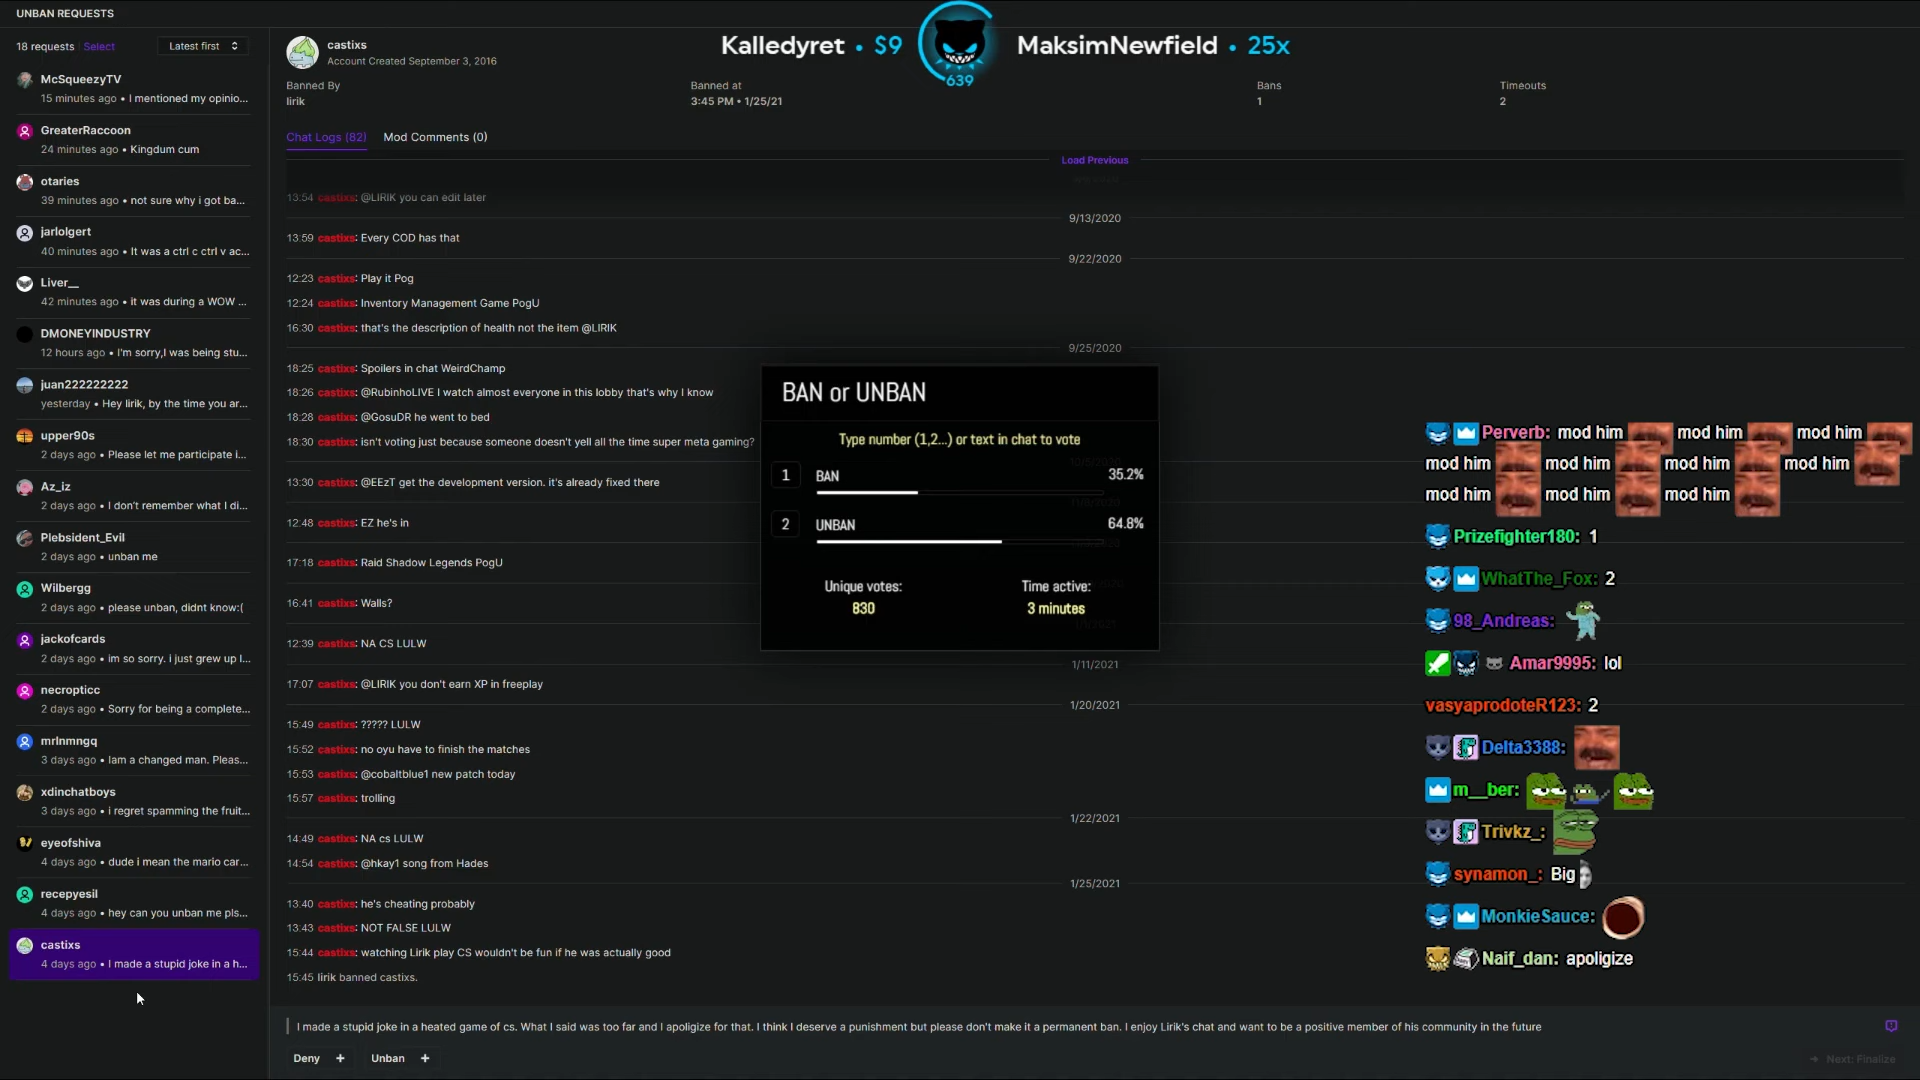 UNBAN REQUESTS
18 requests Select
Latest first
McSqueezyTV
15 minutes ago • I mentioned my opinio...
GreaterRaccoon
24 minutes ago • Kingdum cum
otaries
39 minutes ago • not sure why i got ba...
jarlolgert
40 minutes ago • It was a ctrl c ctrl v ac...
Liver__
42 minutes ago • it was during a WOW ...
DMONEYINDUSTRY
12 hours ago • I'm sorry,I was being stu...
juan222222222
yesterday • Hey lirik, by the time you ar...
upper90s
2 days ago • Please let me participate i...
Az_iz
2 days ago • I don't remember what I di...
Plebsident_Evil
2 days ago • unban me
Wilbergg
2 days ago • please unban, didnt know:(
jackofcards
2 days ago • im so sorry. i just grew up l...
necropticc
2 days ago • Sorry for being a complete...
mrlnmngq
3 days ago • Iam a changed man. Pleas...
xdinchatboys
3 days ago • i regret spamming the fruit...
eyeofshiva
4 days ago • dude i mean the mario car...
recepyesil
4 days ago • hey can you unban me pls...
castixs
4 days ago • I made a stupid joke in a h...
castixs
Account Created September 3, 2016
Kalledyret • $9
639
MaksimNewfield • 25x
Banned By
lirik
Banned at
3:45 PM • 1/25/21
Bans
1
Timeouts
2
Chat Logs (82) Mod Comments (0)
Load Previous
13:54 castixs: @LIRIK you can edit later
9/13/2020
13:59 castixs: Every COD has that
9/22/2020
12:23 castixs: Play it Pog
12:24 castixs: Inventory Management Game PogU
16:30 castixs: that's the description of health not the item @LIRIK
9/25/2020
18:25 castixs: Spoilers in chat WeirdChamp
18:26 castixs: @RubinhoLIVE I watch almost everyone in this lobby that's why I know
18:28 castixs: @GosuDR he went to bed
18:30 castixs: isn't voting just because someone doesn't yell all the time super meta gaming?
13:30 castixs: @EEzT get the development version. it's already fixed there
12:48 castixs: EZ he's in
17:18 castixs: Raid Shadow Legends PogU
16:41 castixs: Walls?
12:39 castixs: NA CS LULW
1/11/2021
17:07 castixs: @LIRIK you don't earn XP in freeplay
1/20/2021
15:49 castixs: ????? LULW
15:52 castixs: no oyu have to finish the matches
15:53 castixs: @cobaltblue1 new patch today
15:57 castixs: trolling
1/22/2021
14:49 castixs: NA cs LULW
14:54 castixs: @hkay1 song from Hades
1/25/2021
13:40 castixs: he's cheating probably
13:43 castixs: NOT FALSE LULW
15:44 castixs: watching Lirik play CS wouldn't be fun if he was actually good
15:45 lirik banned castixs.
BAN or UNBAN
Type number (1,2...) or text in chat to vote
1 BAN 35.2%
2 UNBAN 64.8%
Unique votes:
830
Time active:
3 minutes
Perverb: mod him mod him mod him
mod him mod him mod him mod him
mod him mod him mod him
Prizefighter180: 1
WhatThe_Fox: 2
98_Andreas:
Amar9995: lol
vasyaprodoteR123: 2
Delta3388:
m__ber:
Trivkz_:
synamon_: Big
MonkieSauce:
Naif_dan: apoligize
I made a stupid joke in a heated game of cs. What I said was too far and I apoligize for that. I think I deserve a punishment but please don't make it a permanent ban. I enjoy Lirik's chat and want to be a positive member of his community in the future
Deny + Unban +
Next: Finalize